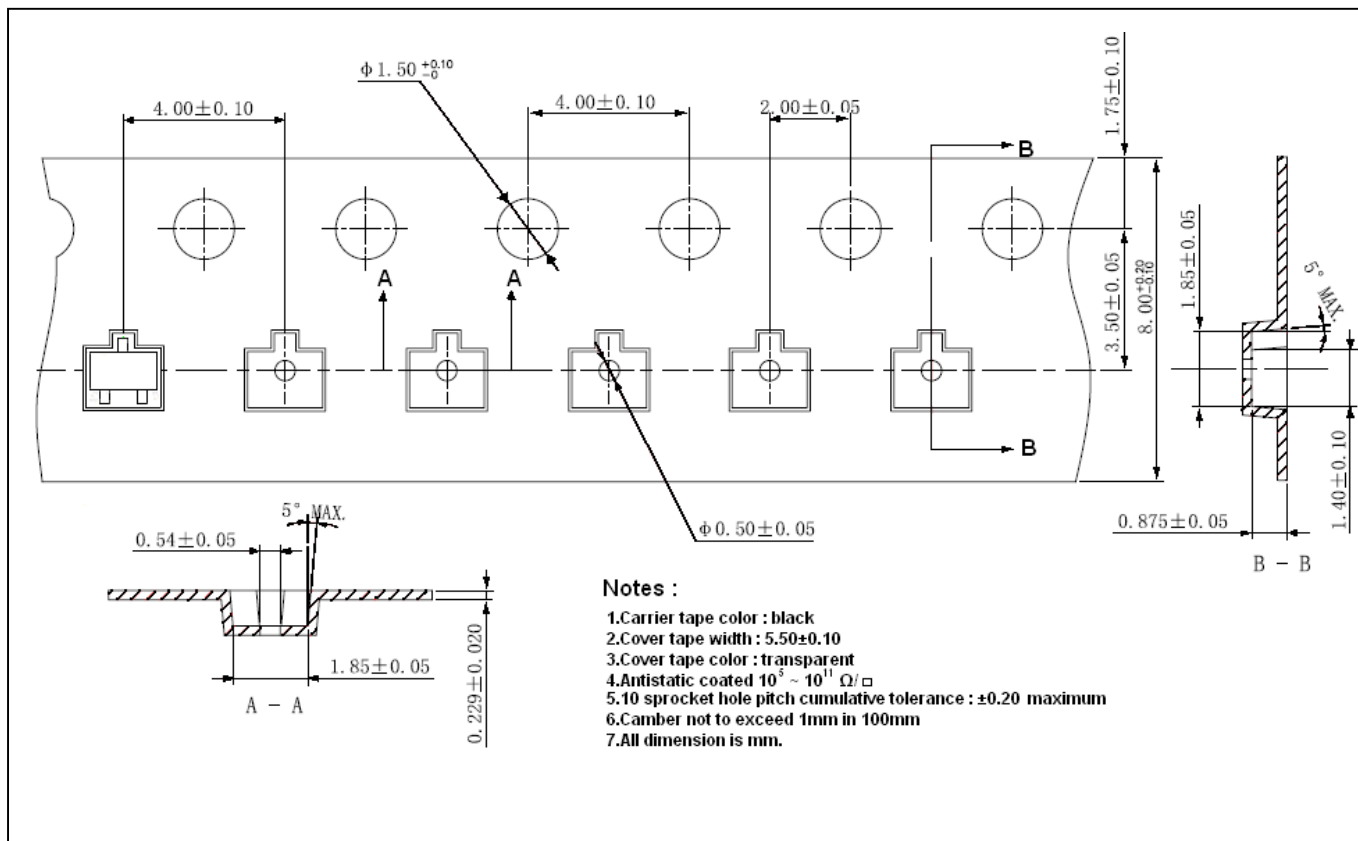 ϕ1.50 +0.10 -0
4.00±0.10
4.00±0.10
2.00±0.05
1.75±0.10
B
A
A
3.50±0.05
8.00 +0.20 -0.10
1.85±0.05
5° MAX.
B
1.40±0.10
0.875±0.05
B - B
5° MAX.
0.54±0.05
ϕ0.50±0.05
1.85±0.05
0.229±0.020
A - A
Notes :
1.Carrier tape color : black
2.Cover tape width : 5.50±0.10
3.Cover tape color : transparent
4.Antistatic coated 10⁵ ~ 10¹¹ Ω/□
5.10 sprocket hole pitch cumulative tolerance : ±0.20 maximum
6.Camber not to exceed 1mm in 100mm
7.All dimension is mm.